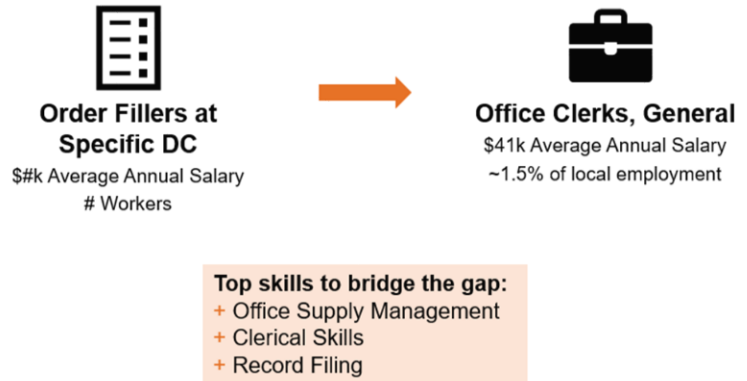 Order Fillers at
Specific DC
$#k Average Annual Salary
# Workers
Office Clerks, General
$41k Average Annual Salary
~1.5% of local employment
Top skills to bridge the gap:
+ Office Supply Management
+ Clerical Skills
+ Record Filing